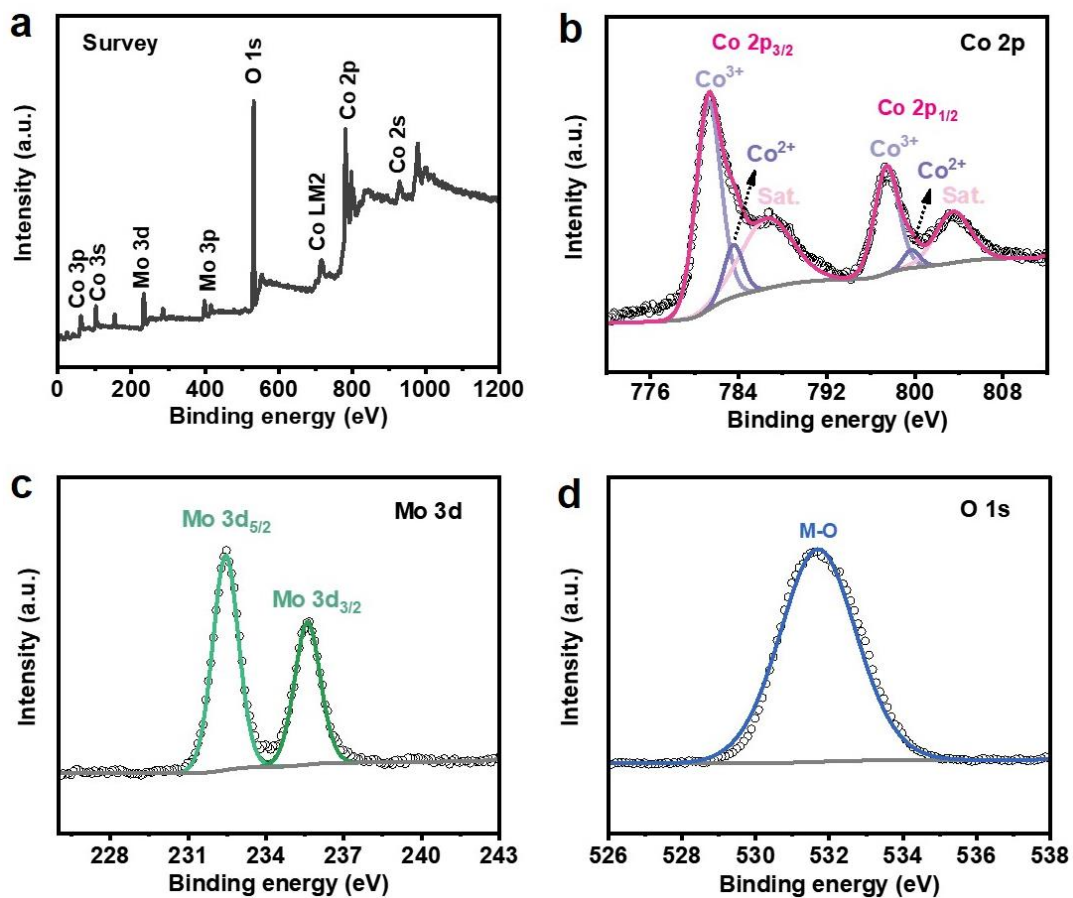 a
Survey
Co 3p
Co 3s
Mo 3d
Mo 3p
O 1s
Co LM2
Co 2p
Co 2s
Intensity (a.u.)
0 200 400 600 800 1000 1200
Binding energy (eV)
b
Co 2p
Co 2p₃/₂
Co³⁺
Co²⁺
Sat.
Co 2p₁/₂
Co³⁺
Co²⁺
Sat.
Intenity (a.u.)
776 784 792 800 808
Binding energy (eV)
c
Mo 3d
Mo 3d₅/₂
Mo 3d₃/₂
Intensity (a.u.)
228 231 234 237 240 243
Binding energy (eV)
d
O 1s
M-O
Intensity (a.u.)
526 528 530 532 534 536 538
Binding energy (eV)